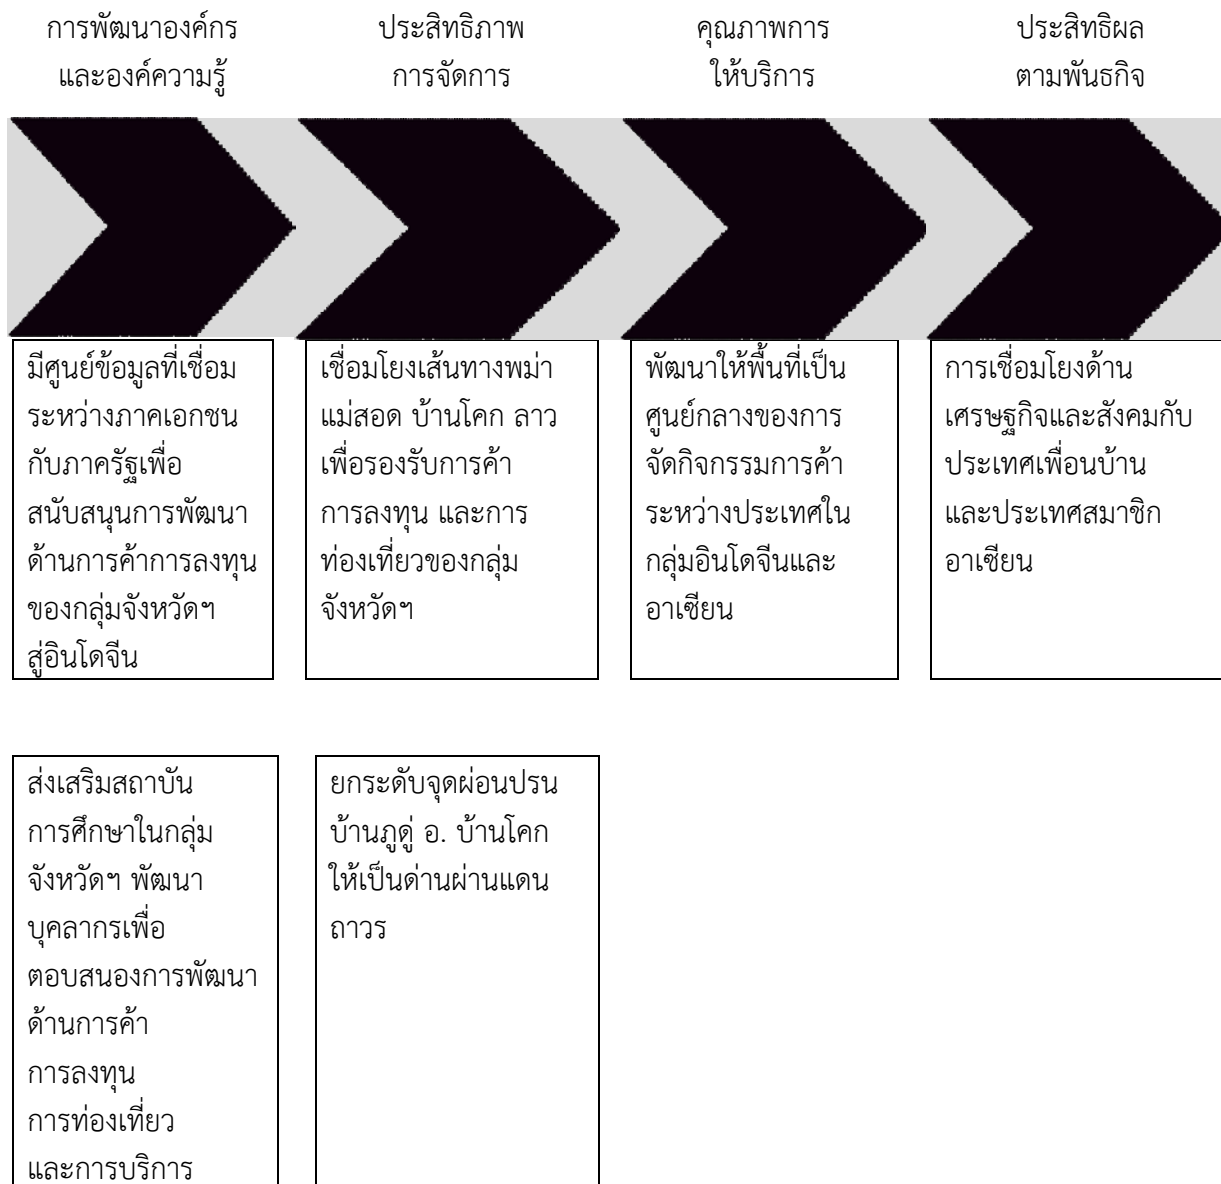 การพัฒนาองค์กร
และองค์ความรู้
ประสิทธิภาพ
การจัดการ
คุณภาพการ
ให้บริการ
ประสิทธิผล
ตามพันธกิจ
มีศูนย์ข้อมูลที่เชื่อม
ระหว่างภาคเอกชน
กับภาครัฐเพื่อ
สนับสนุนการพัฒนา
ด้านการค้าการลงทุน
ของกลุ่มจังหวัดฯ
สู่อินโดจีน
เชื่อมโยงเส้นทางพม่า
แม่สอด บ้านโคก ลาว
เพื่อรองรับการค้า
การลงทุน และการ
ท่องเที่ยวของกลุ่ม
จังหวัดฯ
พัฒนาให้พื้นที่เป็น
ศูนย์กลางของการ
จัดกิจกรรมการค้า
ระหว่างประเทศใน
กลุ่มอินโดจีนและ
อาเซียน
การเชื่อมโยงด้าน
เศรษฐกิจและสังคมกับ
ประเทศเพื่อนบ้าน
และประเทศสมาชิก
อาเซียน
ส่งเสริมสถาบัน
การศึกษาในกลุ่ม
จังหวัดฯ พัฒนา
บุคลากรเพื่อ
ตอบสนองการพัฒนา
ด้านการค้า
การลงทุน
การท่องเที่ยว
และการบริการ
ยกระดับจุดผ่อนปรน
บ้านภูดู่ อ. บ้านโคก
ให้เป็นด่านผ่านแดน
ถาวร